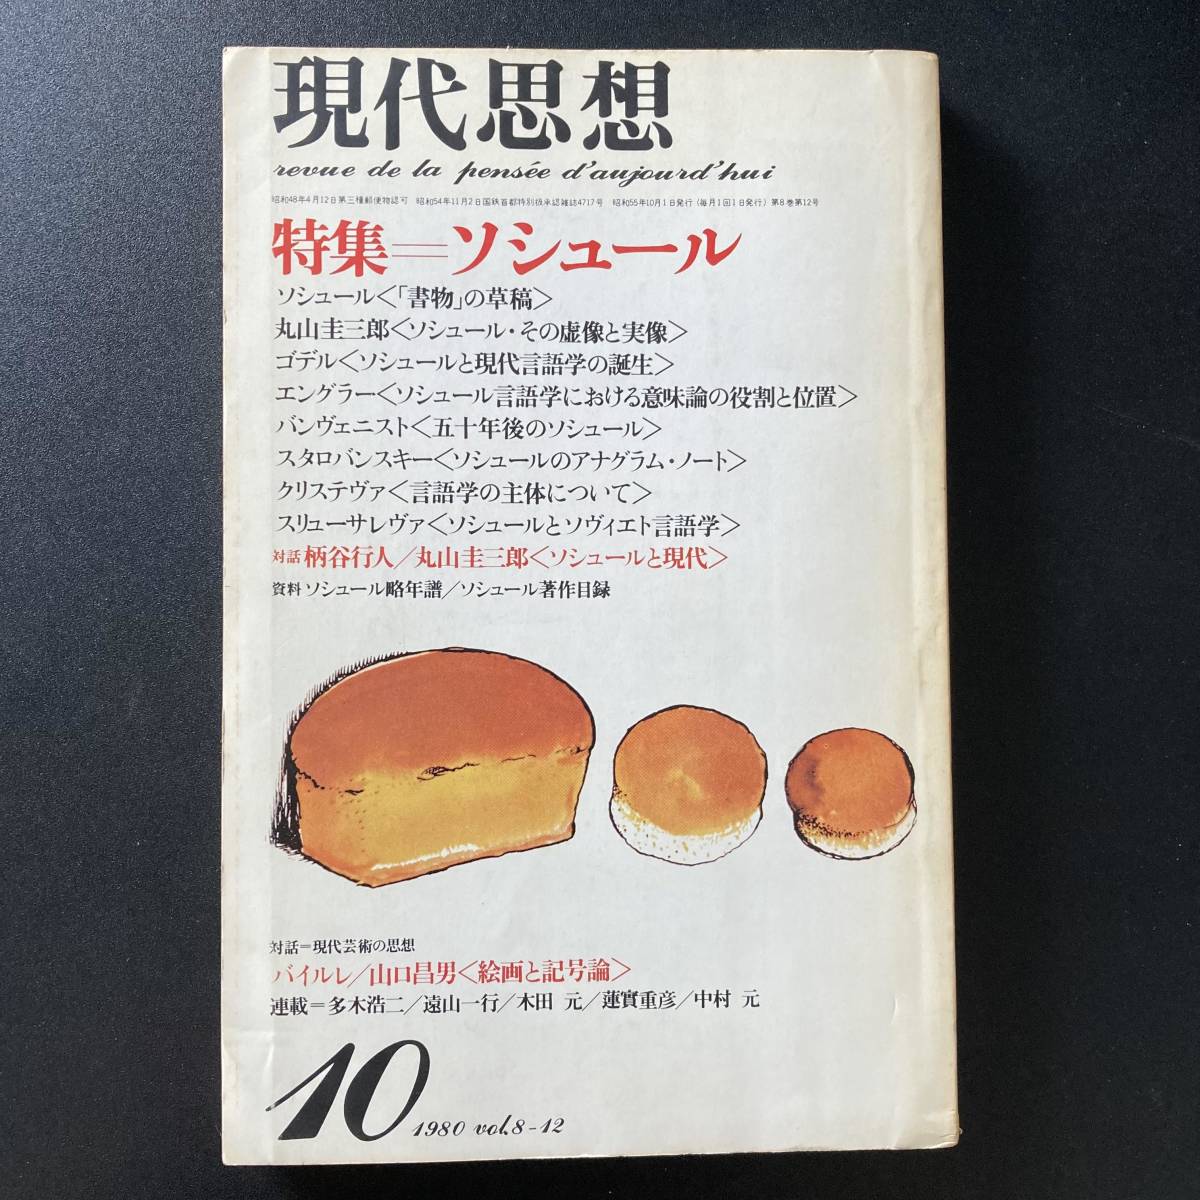 現代思想
revue de la pensée d'aujourd'hui
昭和48年4月12日第三種郵便物認可 昭和54年11月2日国鉄首都特別扱承認雑誌4717号 昭和55年10月1日発行(毎月1回1日発行)第8巻第12号
特集=ソシュール
ソシュール<「書物」の草稿>
丸山圭三郎<ソシュール・その虚像と実像>
ゴデル<ソシュールと現代言語学の誕生>
エングラー<ソシュール言語学における意味論の役割と位置>
バンヴェニスト<五十年後のソシュール>
スタロバンスキー<ソシュールのアナグラム・ノート>
クリステヴァ<言語学の主体について>
スリューサレヴァ<ソシュールとソヴィエト言語学>
対話 柄谷行人/丸山圭三郎<ソシュールと現代>
資料 ソシュール略年譜/ソシュール著作目録
対話=現代芸術の思想
バイルレ/山口昌男<絵画と記号論>
連載=多木浩二/遠山一行/木田 元/蓮實重彦/中村 元
10
1980 vol.8-12